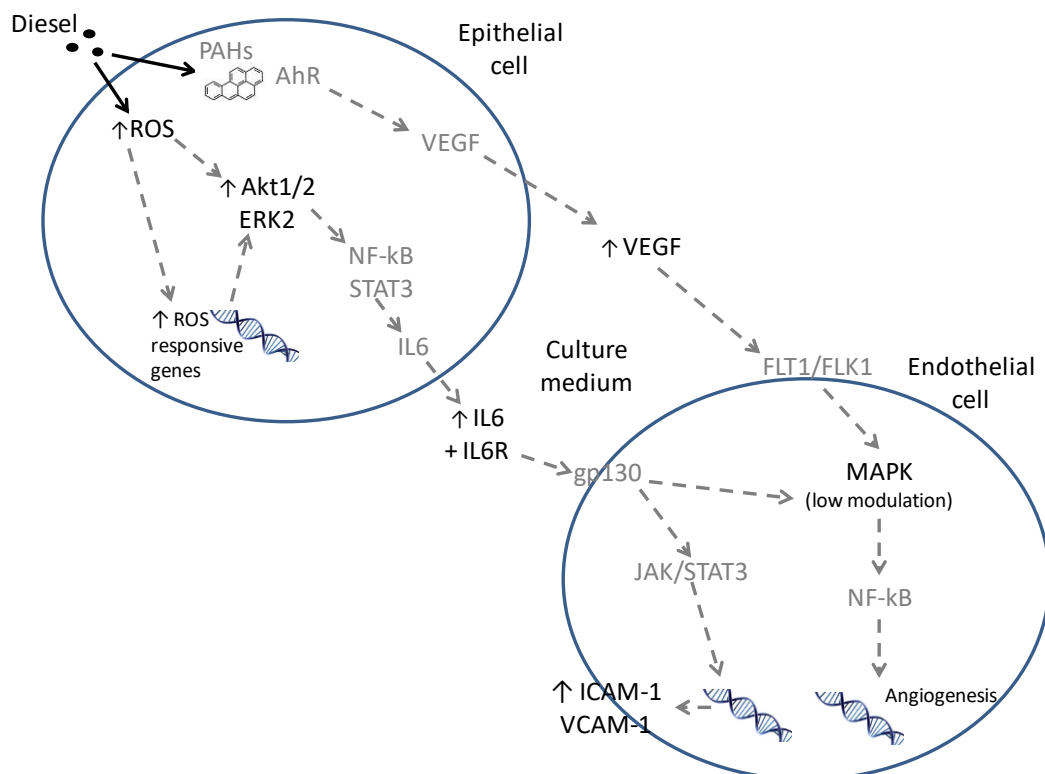 Diesel
PAHs
AhR
Epithelial
cell
↑ROS
VEGF
↑ Akt1/2
ERK2
↑ VEGF
NF-kB
STAT3
↑ ROS
responsive
genes
IL6
Culture
medium
FLT1/FLK1
Endothelial
cell
↑ IL6
+ IL6R
gp130
MAPK
(low modulation)
JAK/STAT3
NF-kB
↑ ICAM-1
VCAM-1
Angiogenesis